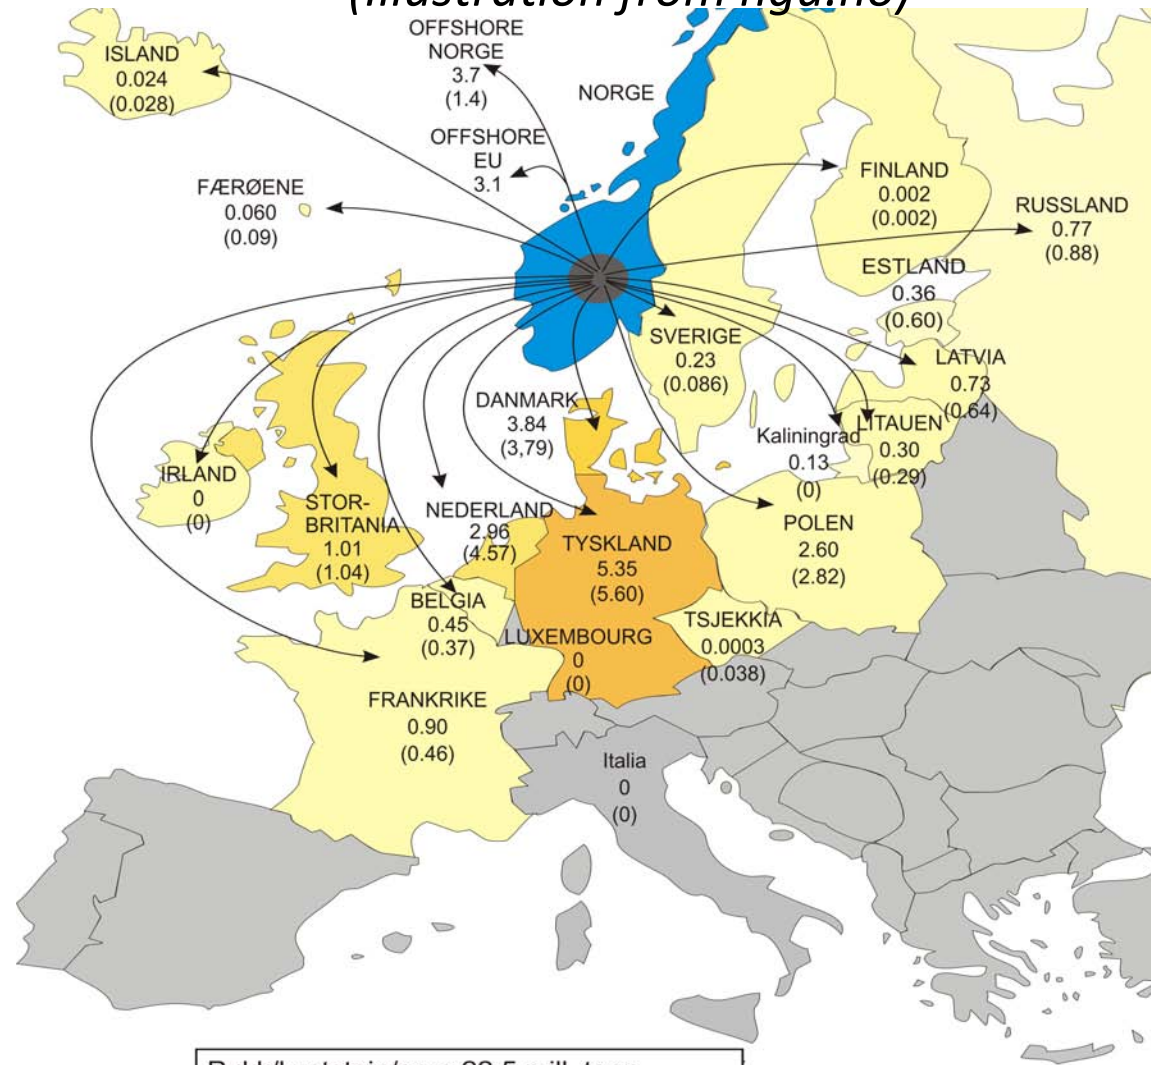 (illustration from ngu.no)
ISLAND
0.024
(0.028)
OFFSHORE
NORGE
3.7
(1.4)
NORGE
OFFSHORE
EU
3.1
FÆRØENE
0.060
(0.09)
FINLAND
0.002
(0.002)
RUSSLAND
0.77
(0.88)
ESTLAND
0.36
(0.60)
SVERIGE
0.23
(0.086)
LATVIA
0.73
(0.64)
DANMARK
3.84
(3,79)
Kaliningrad
0.13
(0)
LITAUEN
0.30
(0.29)
IRLAND
0
(0)
STOR-
BRITANIA
1.01
(1.04)
NEDERLAND
2.96
(4.57)
TYSKLAND
5.35
(5.60)
POLEN
2.60
(2.82)
BELGIA
0.45
(0.37)
LUXEMBOURG
0
(0)
TSJEKKIA
0.0003
(0.038)
FRANKRIKE
0.90
(0.46)
Italia
0
(0)